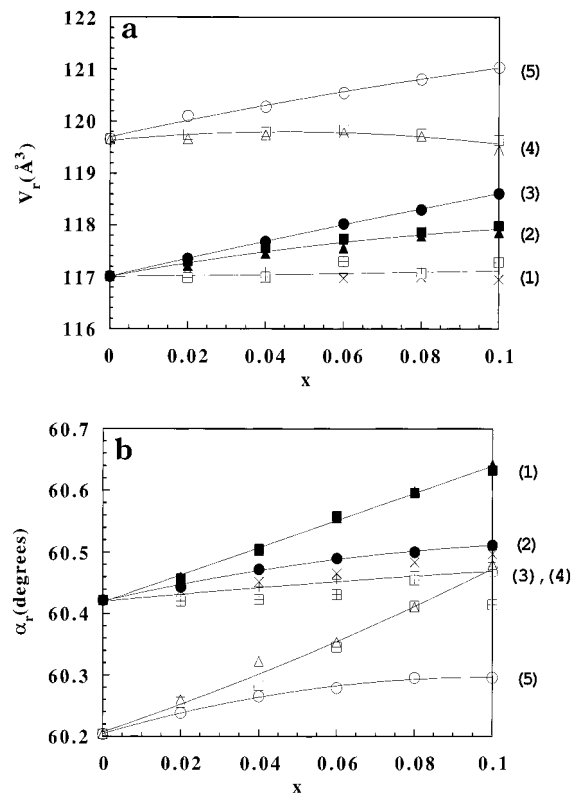 a
122
121
120
119
118
117
116
V_r(Å^3)
(5)
(4)
(3)
(2)
(1)
0 0.02 0.04 0.06 0.08 0.1
x
b
60.7
60.6
60.5
60.4
60.3
60.2
α_r(degrees)
(1)
(2)
(3) , (4)
(5)
0 0.02 0.04 0.06 0.08 0.1
x